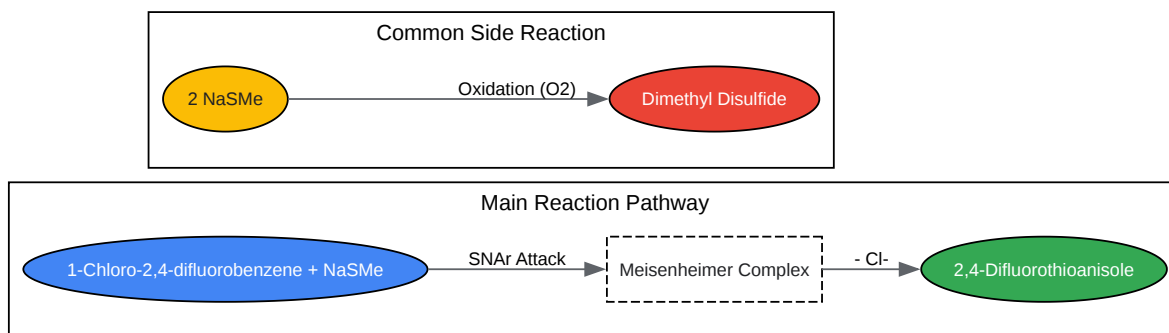 Common Side Reaction
2 NaSMe
Oxidation (O2)
Dimethyl Disulfide
Main Reaction Pathway
1-Chloro-2,4-difluorobenzene + NaSMe
SNAr Attack
Meisenheimer Complex
- Cl-
2,4-Difluorothioanisole